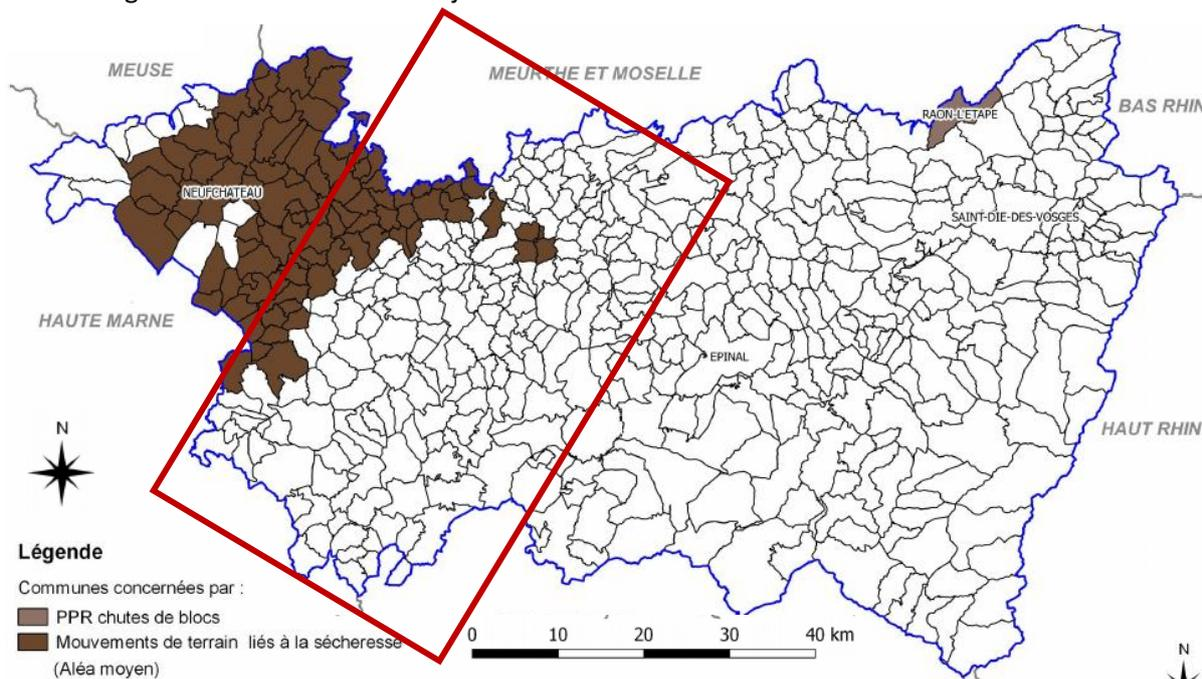 MEUSE
MEURTHE ET MOSELLE
BAS RHIN
RAON-L'ETAPE
NEUFCHATEAU
SAINT-DIE-DES-VOSGES
HAUTE MARNE
EPINAL
HAUT RHIN
N
Légende
Communes concernées par :
PPR chutes de blocs
Mouvements de terrain liés à la sécheresse
(Aléa moyen)
0 10 20 30 40 km
N